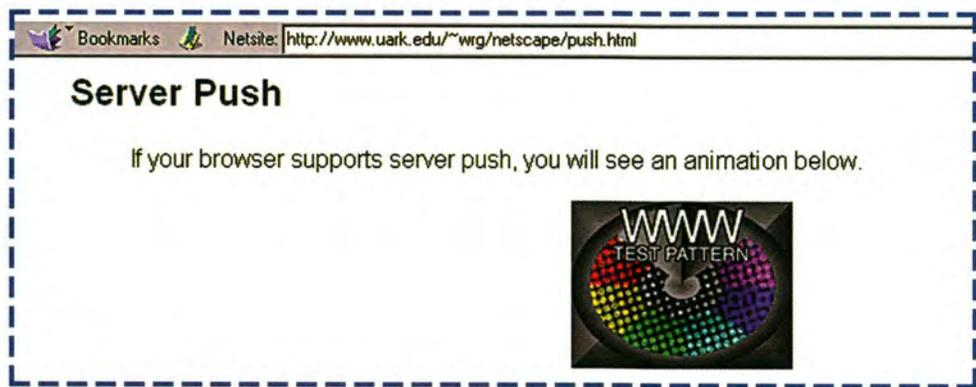 Bookmarks Netsite: http://www.uark.edu/~wrg/netscape/push.html
Server Push
If your browser supports server push, you will see an animation below.
WWW
TEST PATTERN